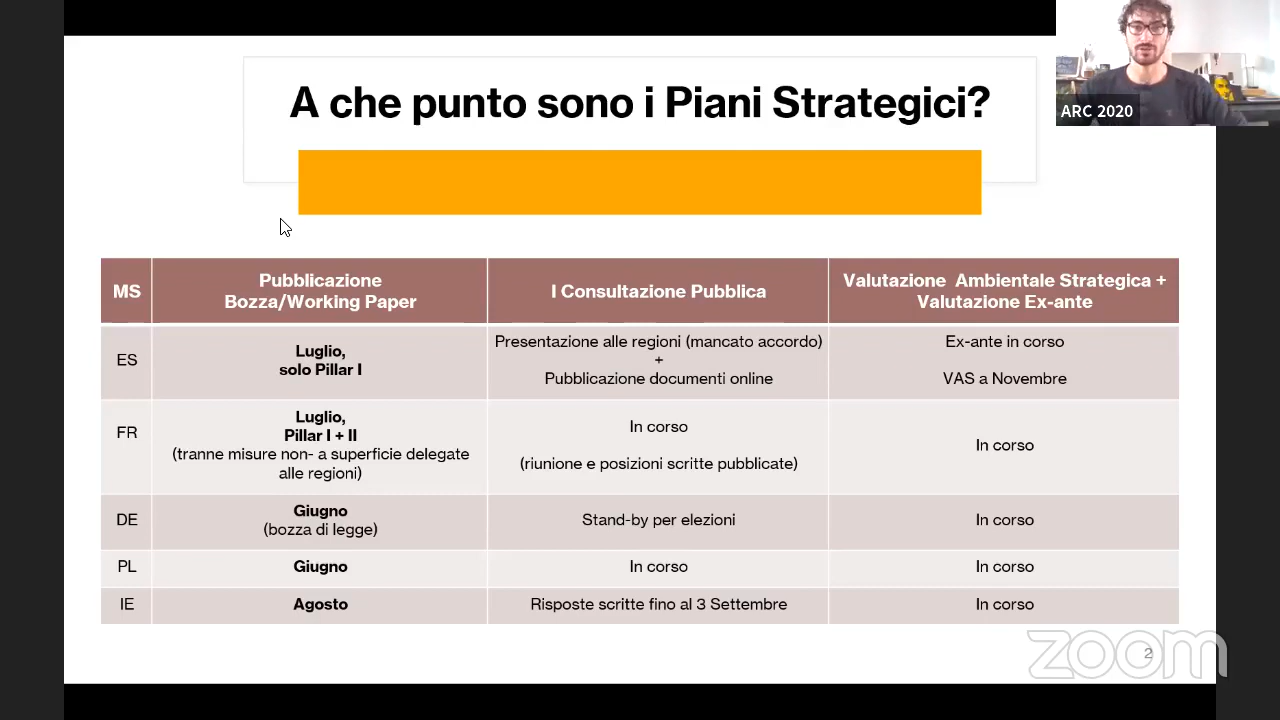 A che punto sono i Piani Strategici?
ARC 2020
MS
Pubblicazione
Bozza/Working Paper
I Consultazione Pubblica
Valutazione Ambientale Strategica +
Valutazione Ex-ante
ES
Luglio,
solo Pillar I
Presentazione alle regioni (mancato accordo)
+
Pubblicazione documenti online
Ex-ante in corso
VAS a Novembre
FR
Luglio,
Pillar I + II
(tranne misure non- a superficie delegate
alle regioni)
In corso
(riunione e posizioni scritte pubblicate)
In corso
DE
Giugno
(bozza di legge)
Stand-by per elezioni
In corso
PL
Giugno
In corso
In corso
IE
Agosto
Risposte scritte fino al 3 Settembre
In corso
zoom
2